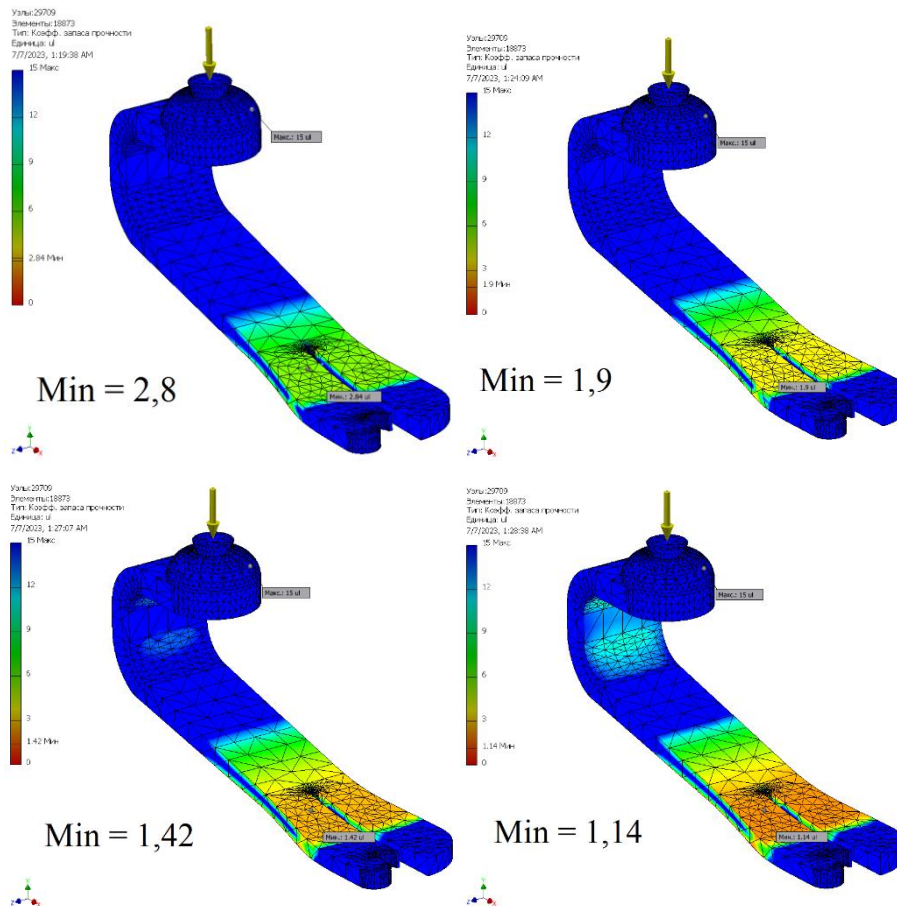 Узлы:29709
Элементы:18873
Тип: Коэфф. запаса прочности
Единица: ul
7/7/2023, 1:19:38 AM
15 Макс
12
9
6
2.84 Мин
0
Макс.: 15 ul
Мин.: 2.84 ul
Min = 2,8
Y
Z
X
Узлы:29709
Элементы:18873
Тип: Коэфф. запаса прочности
Единица: ul
7/7/2023, 1:24:09 AM
15 Макс
12
9
6
3
1.9 Мин
0
Макс.: 15 ul
Мин.: 1.9 ul
Min = 1,9
Y
Z
X
Узлы:29709
Элементы:18873
Тип: Коэфф. запаса прочности
Единица: ul
7/7/2023, 1:27:07 AM
15 Макс
12
9
6
3
1.42 Мин
0
Макс.: 15 ul
Мин.: 1.42 ul
Min = 1,42
Y
Z
X
Узлы:29709
Элементы:18873
Тип: Коэфф. запаса прочности
Единица: ul
7/7/2023, 1:28:38 AM
15 Макс
12
9
6
3
1.14 Мин
0
Макс.: 15 ul
Мин.: 1.14 ul
Min = 1,14
Y
Z
X